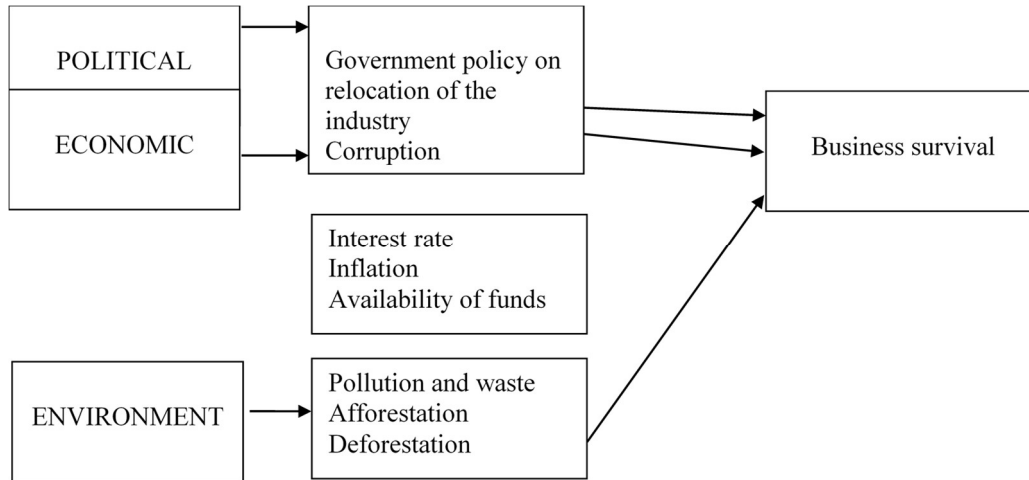 POLITICAL
ECONOMIC
Government policy on
relocation of the
industry
Corruption
Business survival
Interest rate
Inflation
Availability of funds
ENVIRONMENT
Pollution and waste
Afforestation
Deforestation